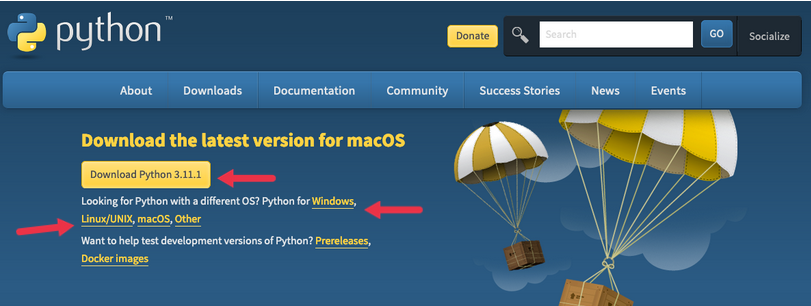 python™
Donate
Search
GO
Socialize
About Downloads Documentation Community Success Stories News Events
Download the latest version for macOS
Download Python 3.11.1
Looking for Python with a different OS? Python for Windows,
Linux/UNIX, macOS, Other
Want to help test development versions of Python? Prereleases,
Docker images